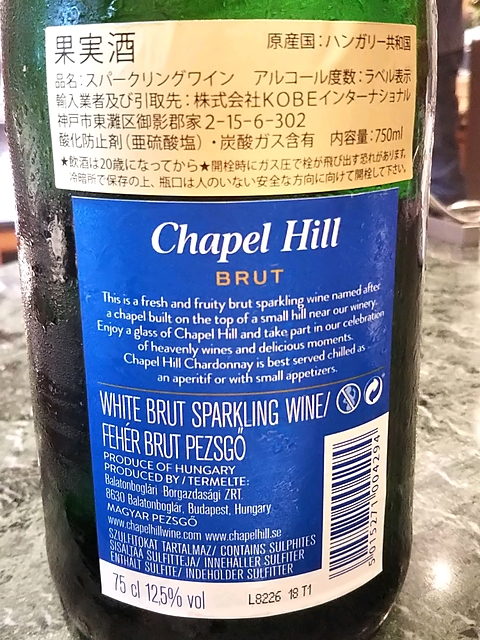 果実酒 原産国：ハンガリー共和国
品名：スパークリングワイン アルコール度数：ラベル表示
輸入業者及び引取先：株式会社KOBEインターナショナル
神戸市東灘区御影郡家2-15-6-302
酸化防止剤（亜硫酸塩）・炭酸ガス含有 内容量：750ml
★飲酒は20歳になってから★開栓時にガス圧で栓が飛び出す恐れがあります。
冷暗所で保存の上、瓶口は人のいない安全な方向に向けて開栓して下さい。
Chapel Hill
BRUT
This is a fresh and fruity brut sparkling wine named after
a chapel built on the top of a small hill near our winery.
Enjoy a glass of Chapel Hill and take part in our celebration
of heavenly wines and delicious moments.
Chapel Hill Chardonnay is best served chilled as
an aperitif or with small appetizers.
WHITE BRUT SPARKLING WINE/
FEHÉR BRUT PEZSGŐ
PRODUCE OF HUNGARY
PRODUCED BY / TERMELTE:
Balatonboglári Borgazdasági ZRT.
8630 Balatonboglár, Budapest, Hungary
MAGYAR PEZSGŐ
www.chapelhillwine.com www.chapelhill.se
SZULFITOKAT TARTALMAZ/ CONTAINS SULPHITES
SISÄLTÄÄ SULFITTEJA/ INNEHÅLLER SULFITER
ENTHÄLT SULFITE/ INDEHOLDER SULFITTER
75 cl 12,5% vol
L8226 18 T1
5 015271 004294